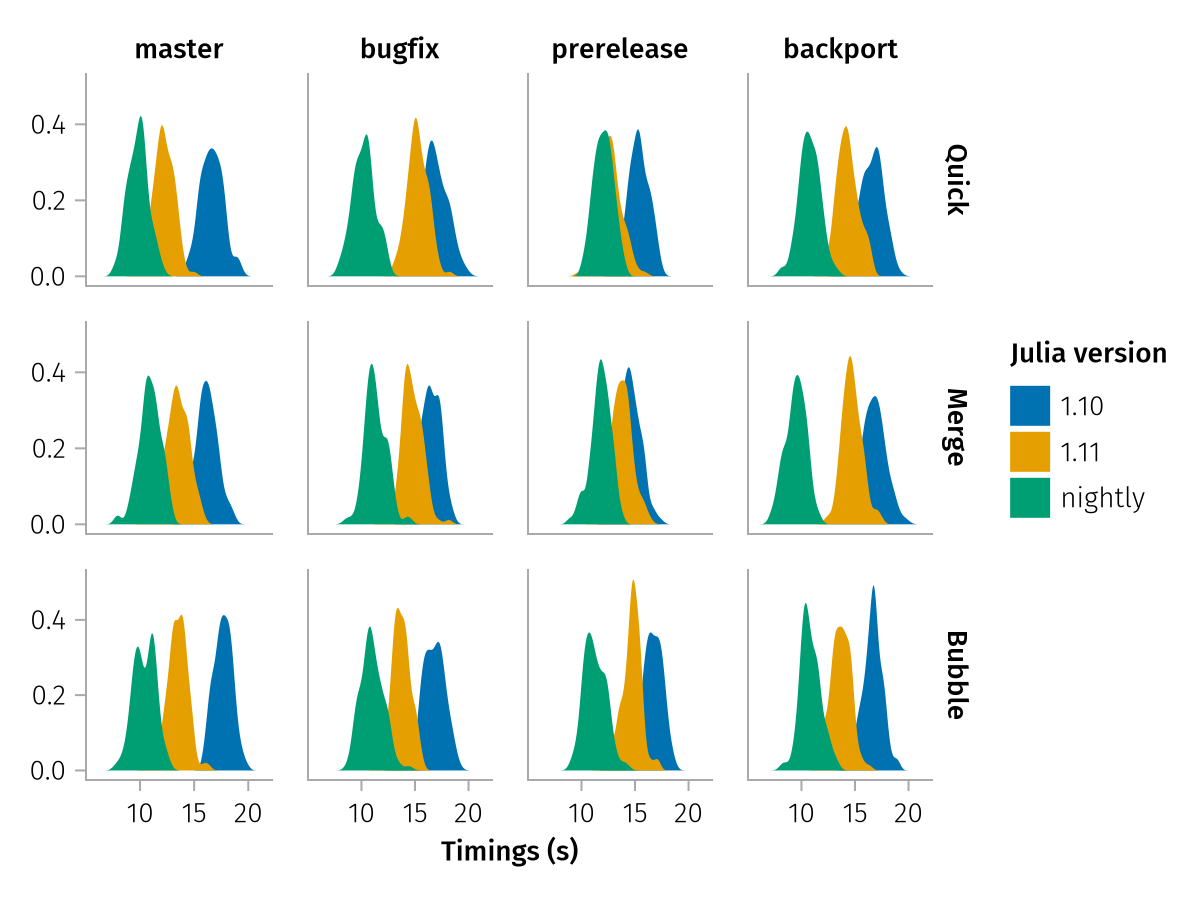 master bugfix prerelease backport
0.4
0.2
0.0
Quick
0.4
0.2
0.0
Merge
0.4
0.2
0.0
Bubble
10 15 20 10 15 20 10 15 20 10 15 20
Timings (s)
Julia version
1.10
1.11
nightly